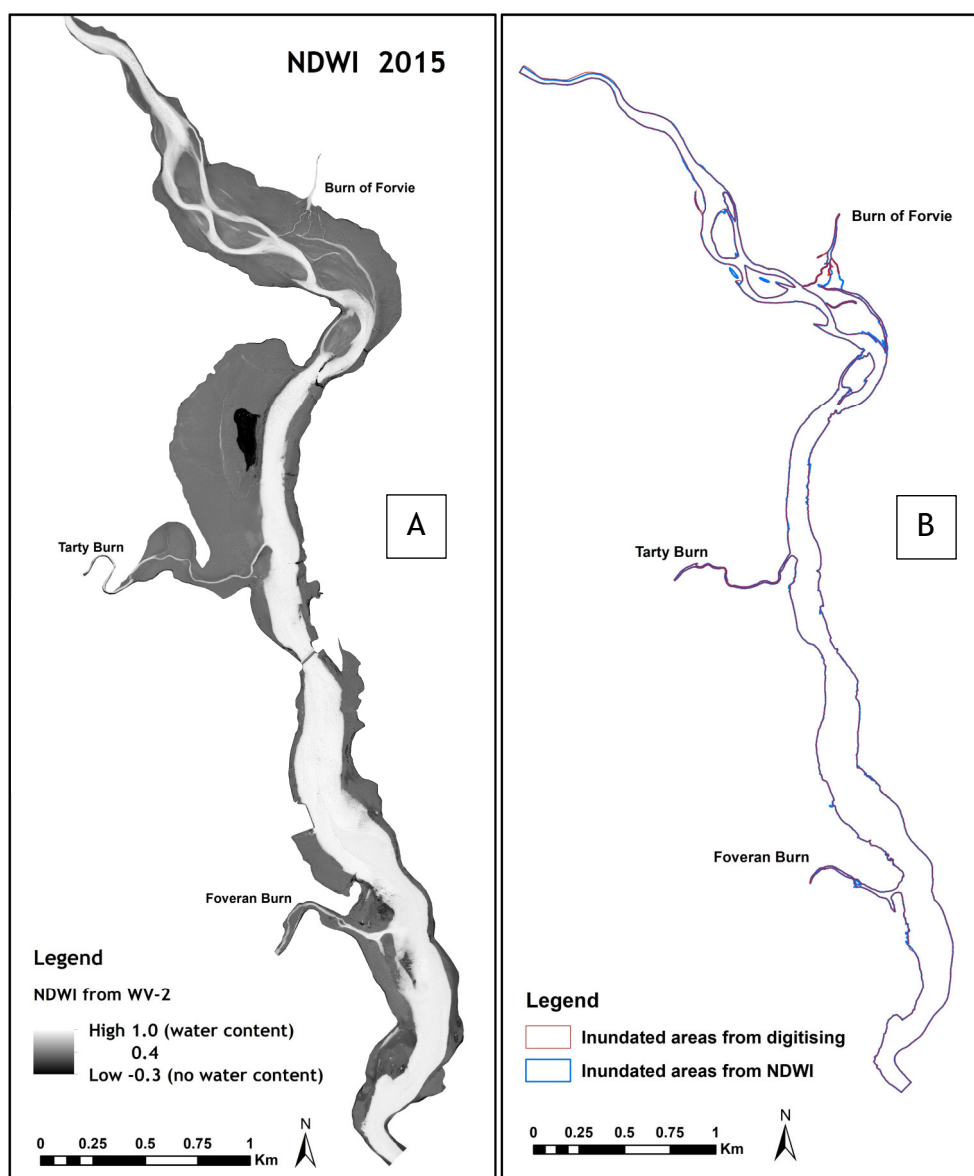 NDWI 2015
Burn of Forvie
A
Tarty Burn
Foveran Burn
Legend
NDWI from WV-2
High 1.0 (water content)
0.4
Low -0.3 (no water content)
0 0.25 0.5 0.75 1
Km
N
Burn of Forvie
B
Tarty Burn
Foveran Burn
Legend
Inundated areas from digitising
Inundated areas from NDWI
0 0.25 0.5 0.75 1
Km
N